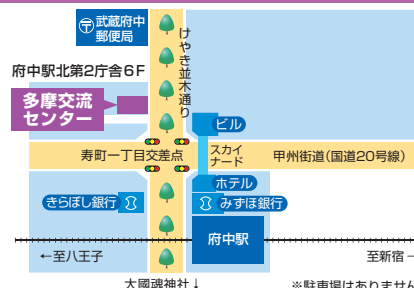 〒武蔵府中
郵便局
けやき並木通り
府中駅北第2庁舎6F
多摩交流
センター
ビル
スカイ
ナード
寿町一丁目交差点
甲州街道(国道20号線)
ホテル
きらぼし銀行
みずほ銀行
府中駅
←至八王子
至新宿→
大國魂神社↓
※駐車場はありません